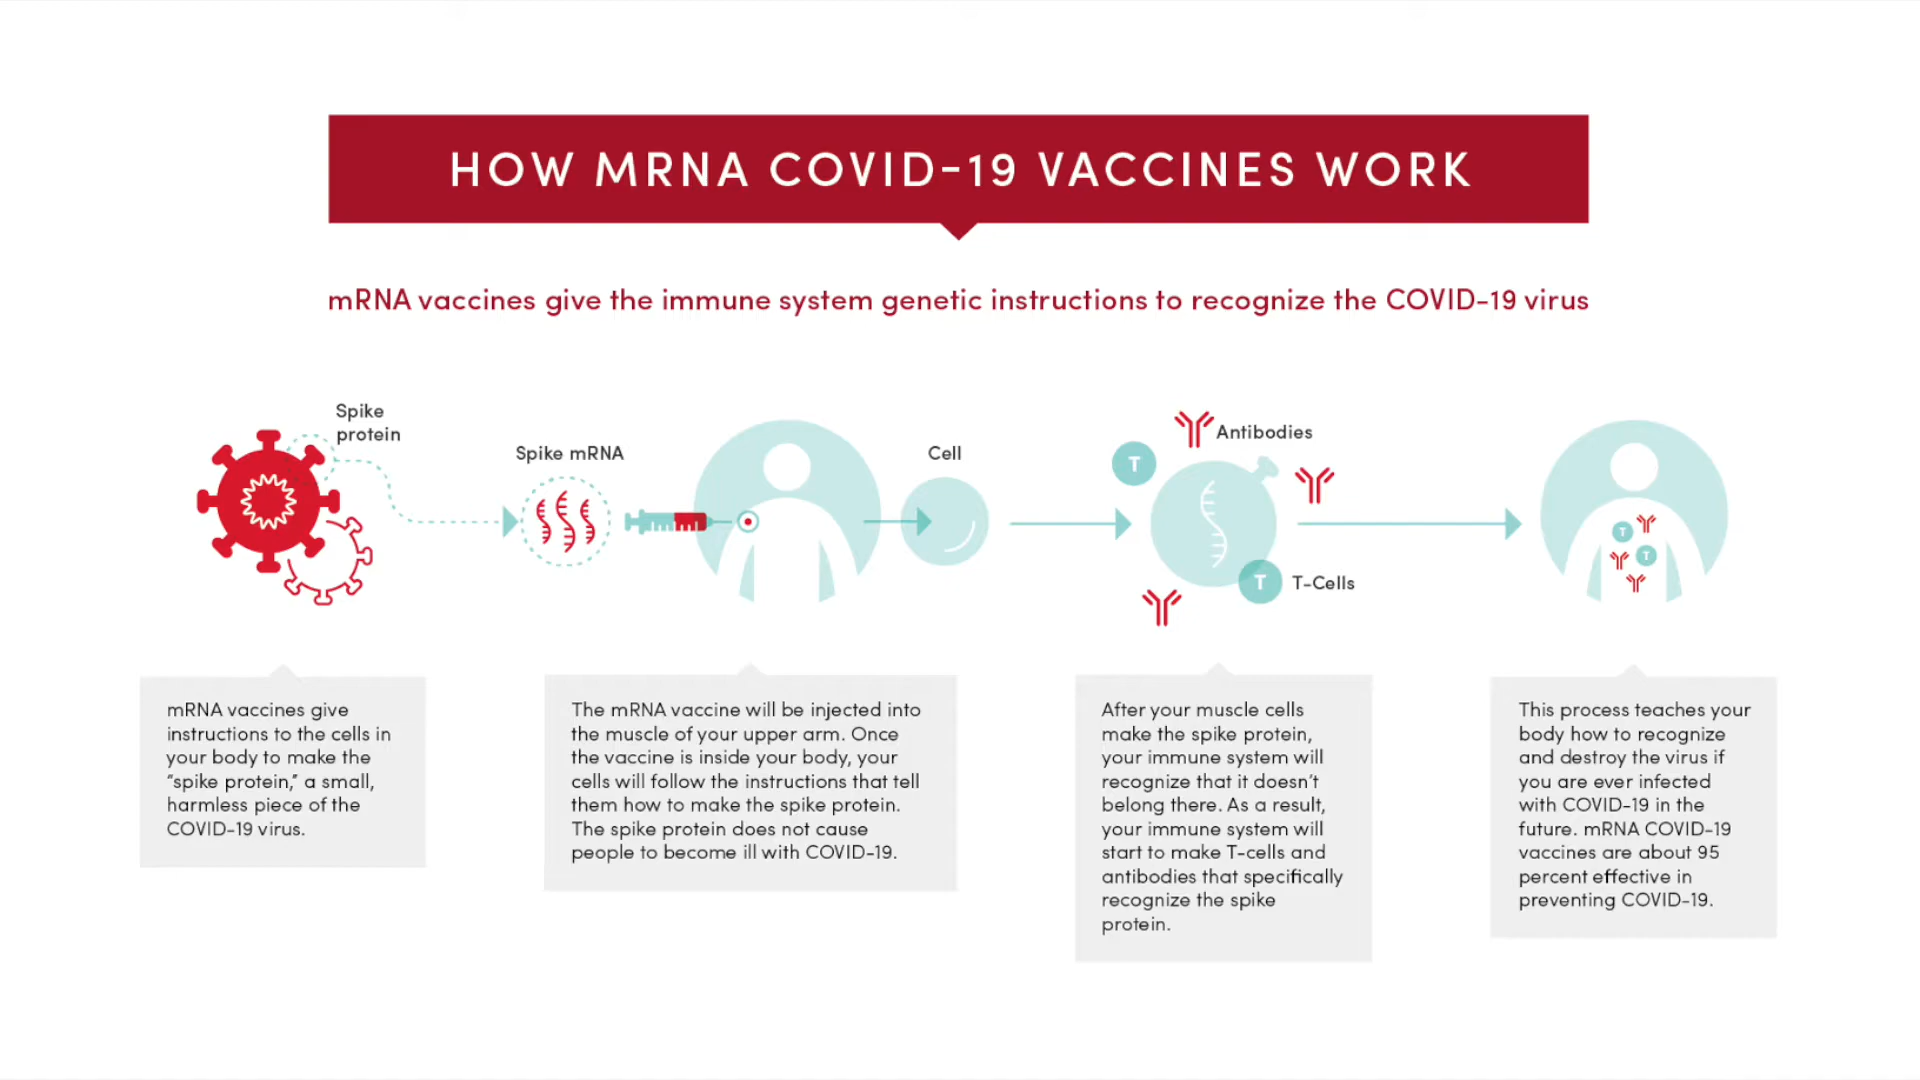 HOW MRNA COVID-19 VACCINES WORK
mRNA vaccines give the immune system genetic instructions to recognize the COVID-19 virus
Spike
protein
Spike mRNA
Cell
Antibodies
T
T
T-Cells
T
T
mRNA vaccines give
instructions to the cells in
your body to make the
“spike protein,” a small,
harmless piece of the
COVID-19 virus.
The mRNA vaccine will be injected into
the muscle of your upper arm. Once
the vaccine is inside your body, your
cells will follow the instructions that tell
them how to make the spike protein.
The spike protein does not cause
people to become ill with COVID-19.
After your muscle cells
make the spike protein,
your immune system will
recognize that it doesn’t
belong there. As a result,
your immune system will
start to make T-cells and
antibodies that specifically
recognize the spike
protein.
This process teaches your
body how to recognize
and destroy the virus if
you are ever infected
with COVID-19 in the
future. mRNA COVID-19
vaccines are about 95
percent effective in
preventing COVID-19.